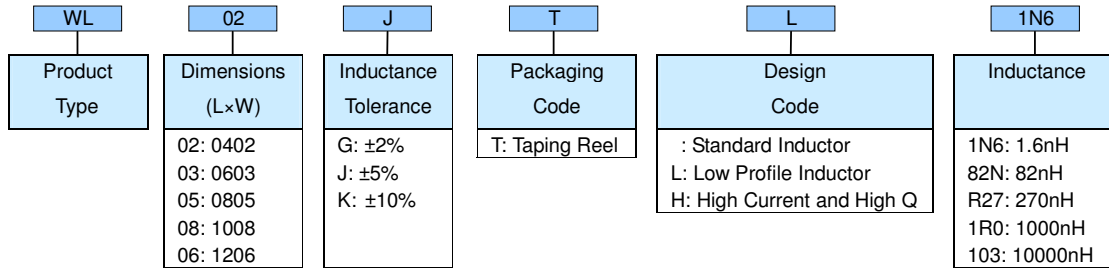 WL 02 J T L 1N6
Product Type
Dimensions (L×W)
Inductance Tolerance
Packaging Code
Design Code
Inductance
02: 0402
03: 0603
05: 0805
08: 1008
06: 1206
G: ±2%
J: ±5%
K: ±10%
T: Taping Reel
: Standard Inductor
L: Low Profile Inductor
H: High Current and High Q
1N6: 1.6nH
82N: 82nH
R27: 270nH
1R0: 1000nH
103: 10000nH